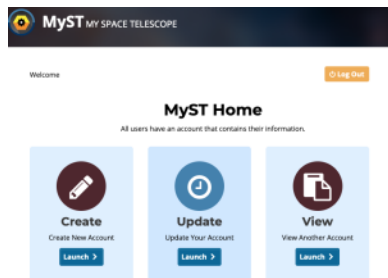 MyST MY SPACE TELESCOPE
Welcome
Log Out
MyST Home
All users have an account that contains their information.
Create
Create New Account
Launch >
Update
Update Your Account
Launch >
View
View Another Account
Launch >